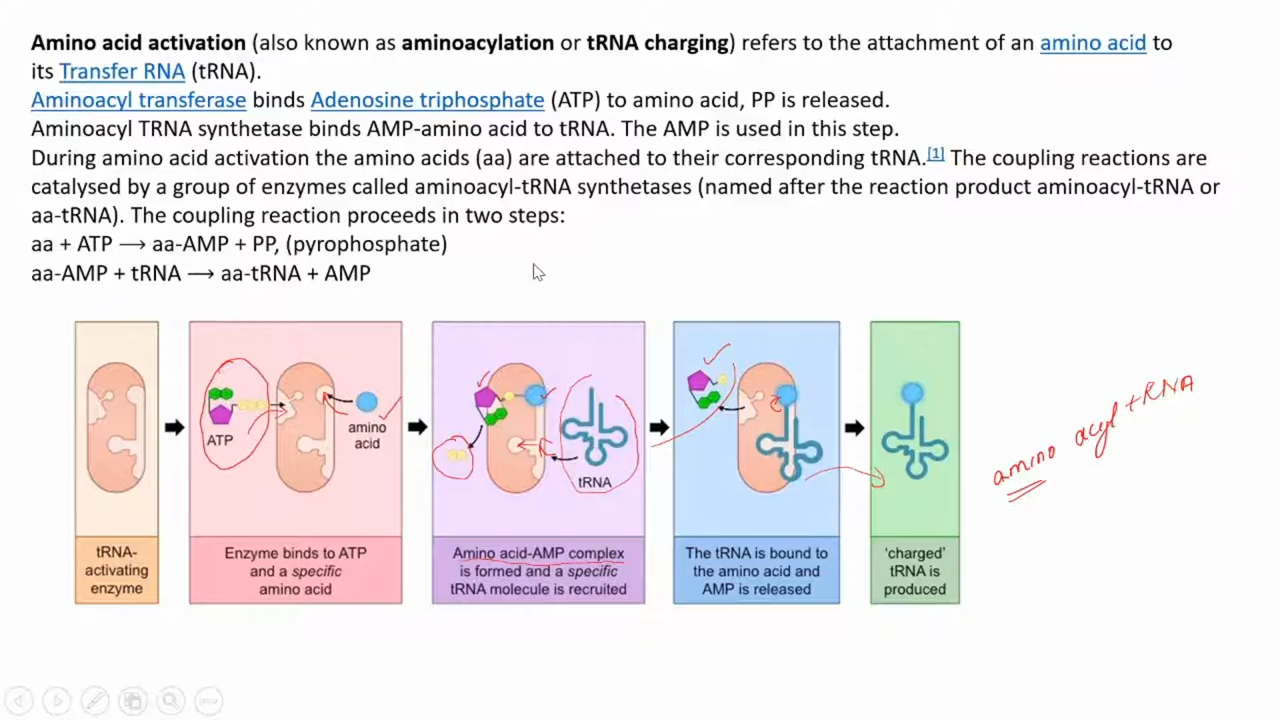 Amino acid activation (also known as aminoacylation or tRNA charging) refers to the attachment of an amino acid to
its Transfer RNA (tRNA).
Aminoacyl transferase binds Adenosine triphosphate (ATP) to amino acid, PP is released.
Aminoacyl TRNA synthetase binds AMP-amino acid to tRNA. The AMP is used in this step.
During amino acid activation the amino acids (aa) are attached to their corresponding tRNA.[1] The coupling reactions are
catalysed by a group of enzymes called aminoacyl-tRNA synthetases (named after the reaction product aminoacyl-tRNA or
aa-tRNA). The coupling reaction proceeds in two steps:
aa + ATP ⟶ aa-AMP + PP, (pyrophosphate)
aa-AMP + tRNA ⟶ aa-tRNA + AMP
ATP
amino
acid
tRNA
amino acyl tRNA
tRNA-
activating
enzyme
Enzyme binds to ATP
and a specific
amino acid
Amino acid-AMP complex
is formed and a specific
tRNA molecule is recruited
The tRNA is bound to
the amino acid and
AMP is released
‘charged’
tRNA is
produced